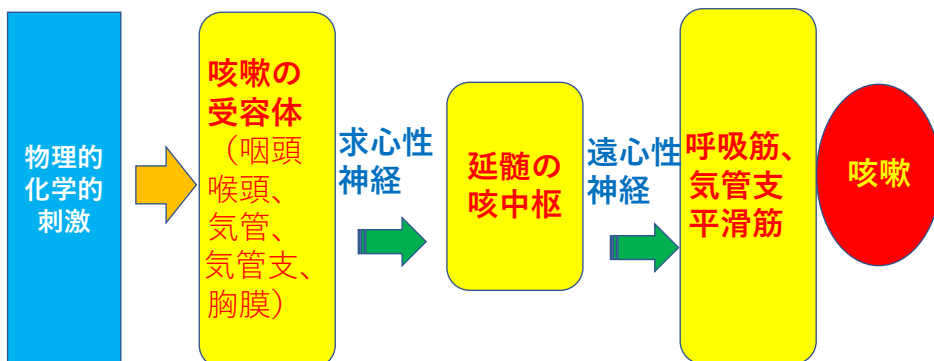 物理的
化学的
刺激
咳嗽の
受容体
（咽頭
喉頭、
気管、
気管支、
胸膜）
求心性
神経
延髄の
咳中枢
遠心性
神経
呼吸筋、
気管支
平滑筋
咳嗽